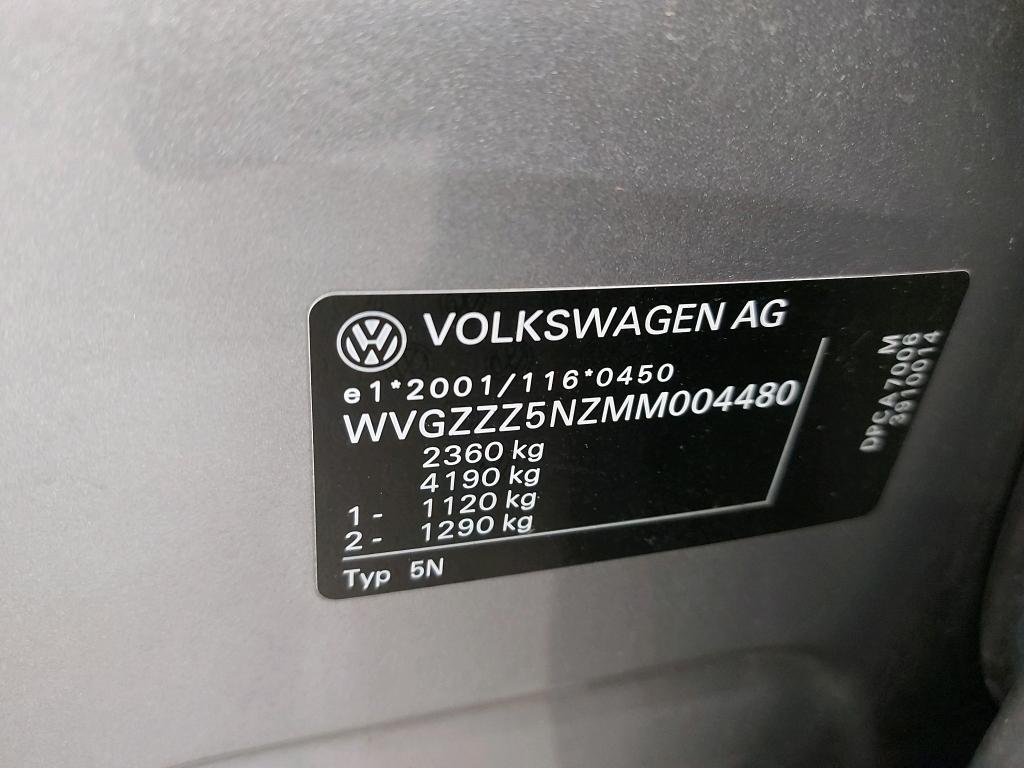 VOLKSWAGEN AG
e1*2001/116*0450
WVGZZZ5NZMM004480
2360 kg
4190 kg
1 - 1120 kg
2 - 1290 kg
Typ 5N
M
DPCA7006
3910014